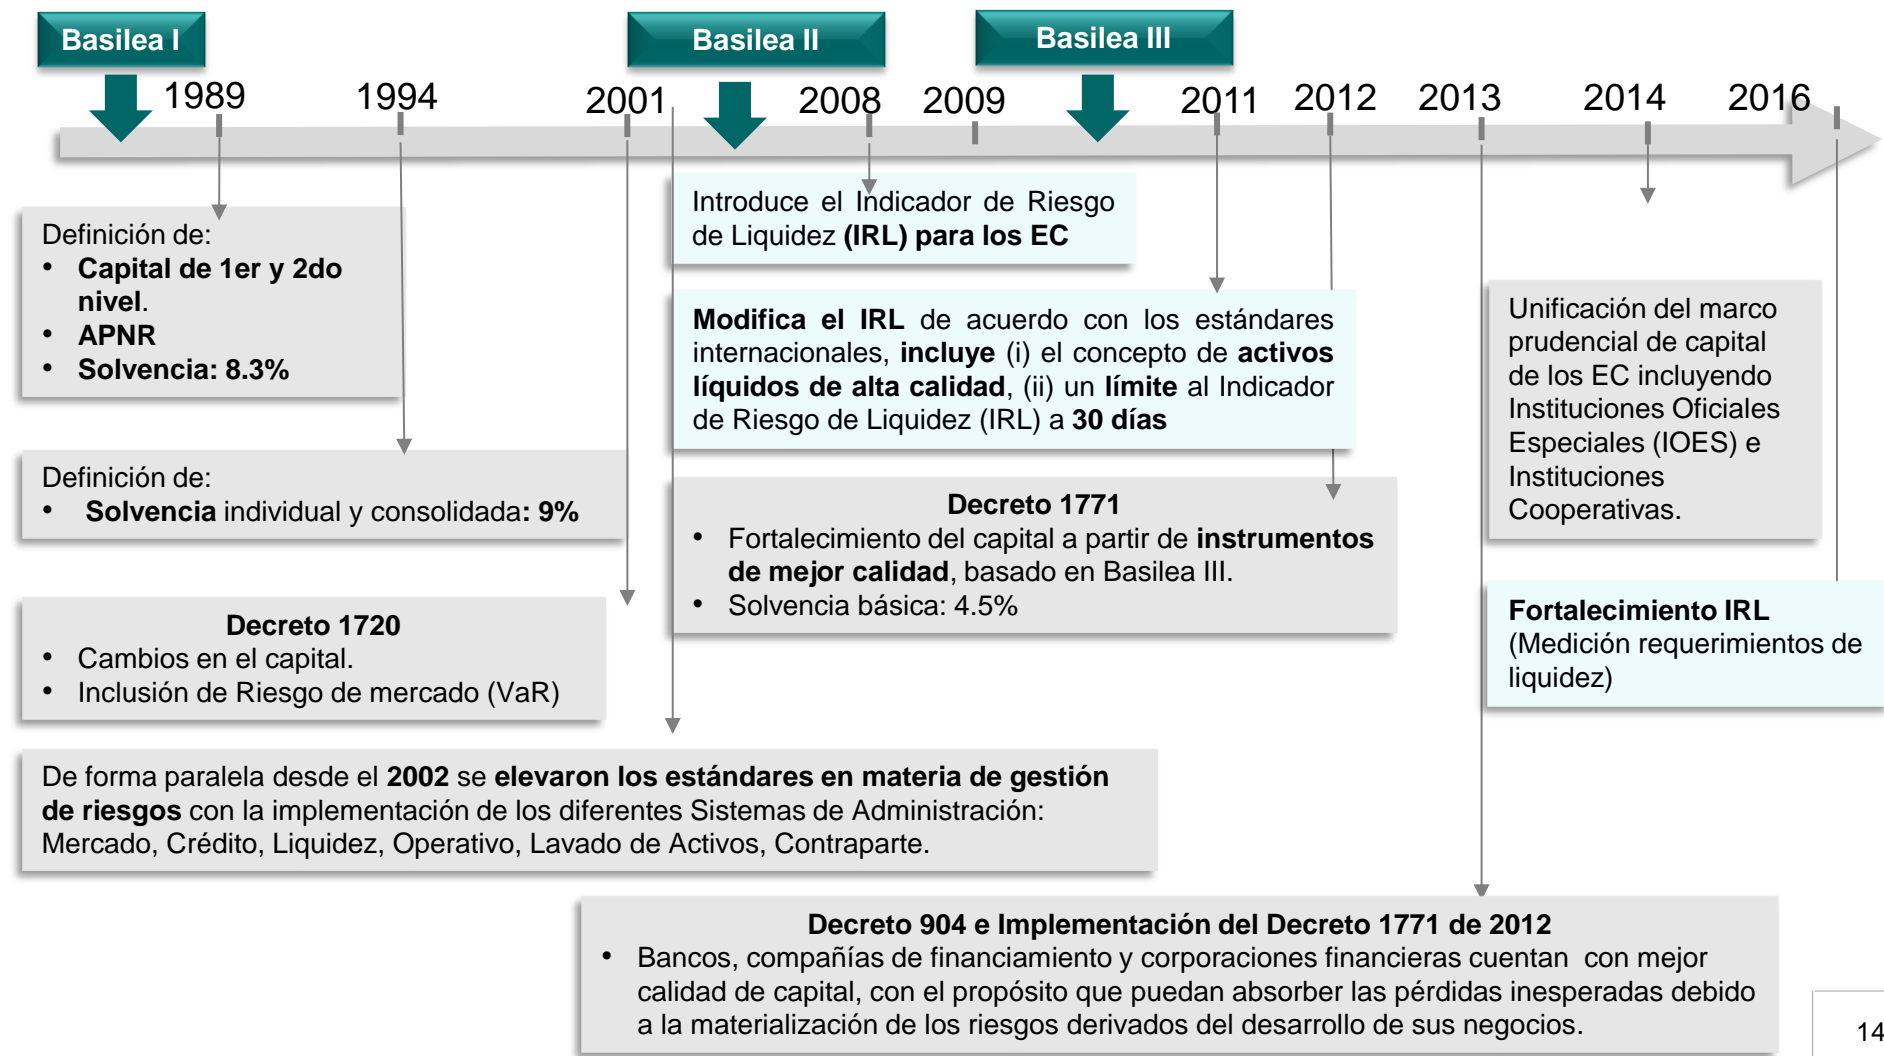 Basilea I
Basilea II
Basilea III
1989
1994
2001
2008
2009
2011
2012
2013
2014
2016
Definición de:
• Capital de 1er y 2do
nivel.
• APNR
• Solvencia: 8.3%
Introduce el Indicador de Riesgo
de Liquidez (IRL) para los EC
Modifica el IRL de acuerdo con los estándares
internacionales, incluye (i) el concepto de activos
líquidos de alta calidad, (ii) un límite al Indicador
de Riesgo de Liquidez (IRL) a 30 días
Unificación del marco
prudencial de capital
de los EC incluyendo
Instituciones Oficiales
Especiales (IOES) e
Instituciones
Cooperativas.
Definición de:
• Solvencia individual y consolidada: 9%
Decreto 1771
• Fortalecimiento del capital a partir de instrumentos
de mejor calidad, basado en Basilea III.
• Solvencia básica: 4.5%
Decreto 1720
• Cambios en el capital.
• Inclusión de Riesgo de mercado (VaR)
Fortalecimiento IRL
(Medición requerimientos de
liquidez)
De forma paralela desde el 2002 se elevaron los estándares en materia de gestión
de riesgos con la implementación de los diferentes Sistemas de Administración:
Mercado, Crédito, Liquidez, Operativo, Lavado de Activos, Contraparte.
Decreto 904 e Implementación del Decreto 1771 de 2012
• Bancos, compañías de financiamiento y corporaciones financieras cuentan con mejor
calidad de capital, con el propósito que puedan absorber las pérdidas inesperadas debido
a la materialización de los riesgos derivados del desarrollo de sus negocios.
14